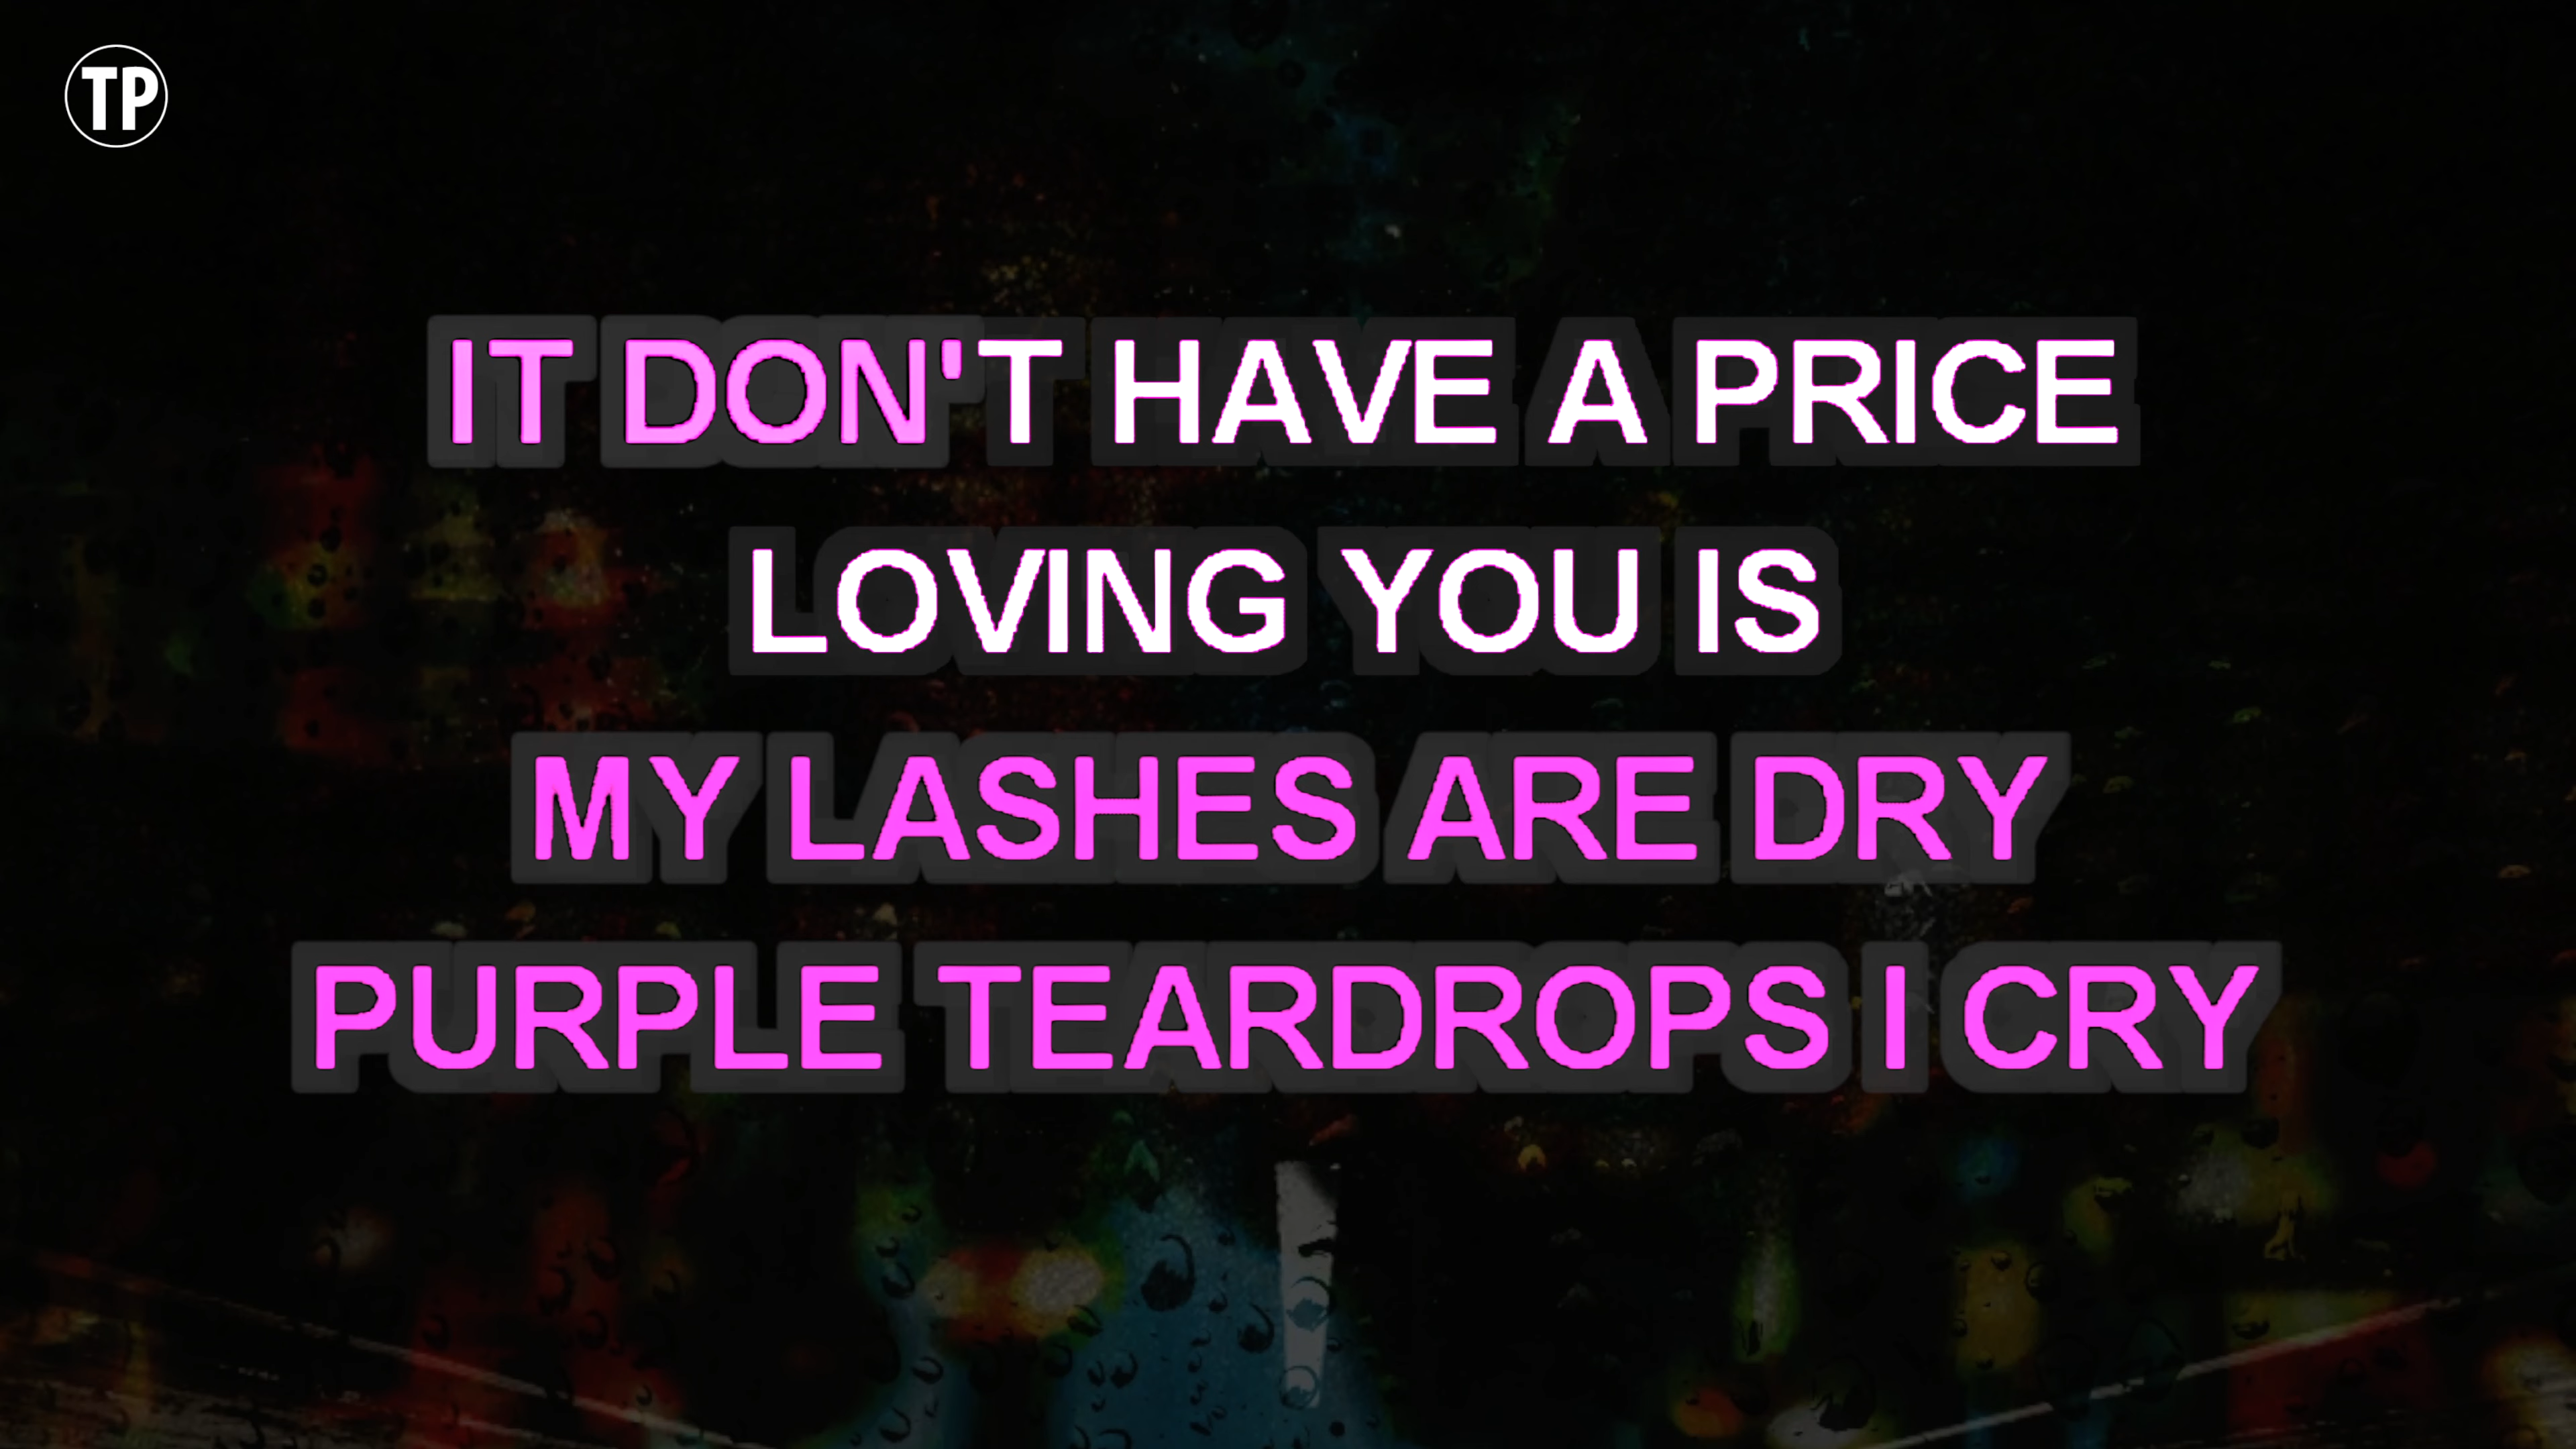 TP
IT DON'T HAVE A PRICE
LOVING YOU IS
MY LASHES ARE DRY
PURPLE TEARDROPS I CRY